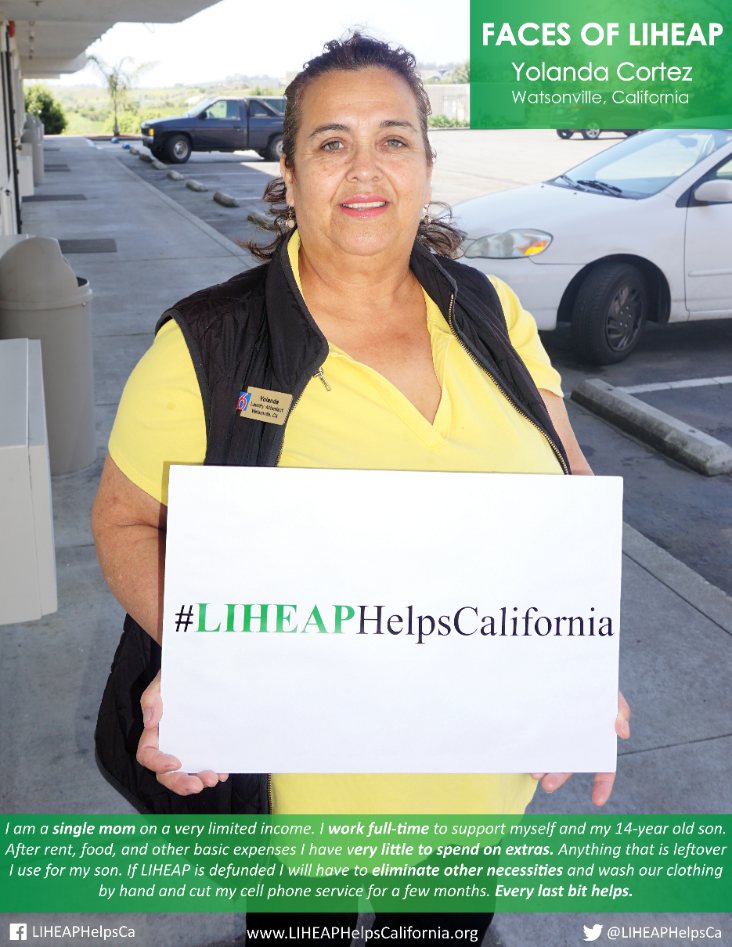 FACES OF LIHEAP
Yolanda Cortez
Watsonville, California
6
Yolanda
Laundry Attendant
Watsonville, CA
#LIHEAPHelpsCalifornia
I am a single mom on a very limited income. I work full-time to support myself and my 14-year old son.
After rent, food, and other basic expenses I have very little to spend on extras. Anything that is leftover
I use for my son. If LIHEAP is defunded I will have to eliminate other necessities and wash our clothing
by hand and cut my cell phone service for a few months. Every last bit helps.
LIHEAPHelpsCa www.LIHEAPHelpsCalifornia.org @LIHEAPHelpsCa